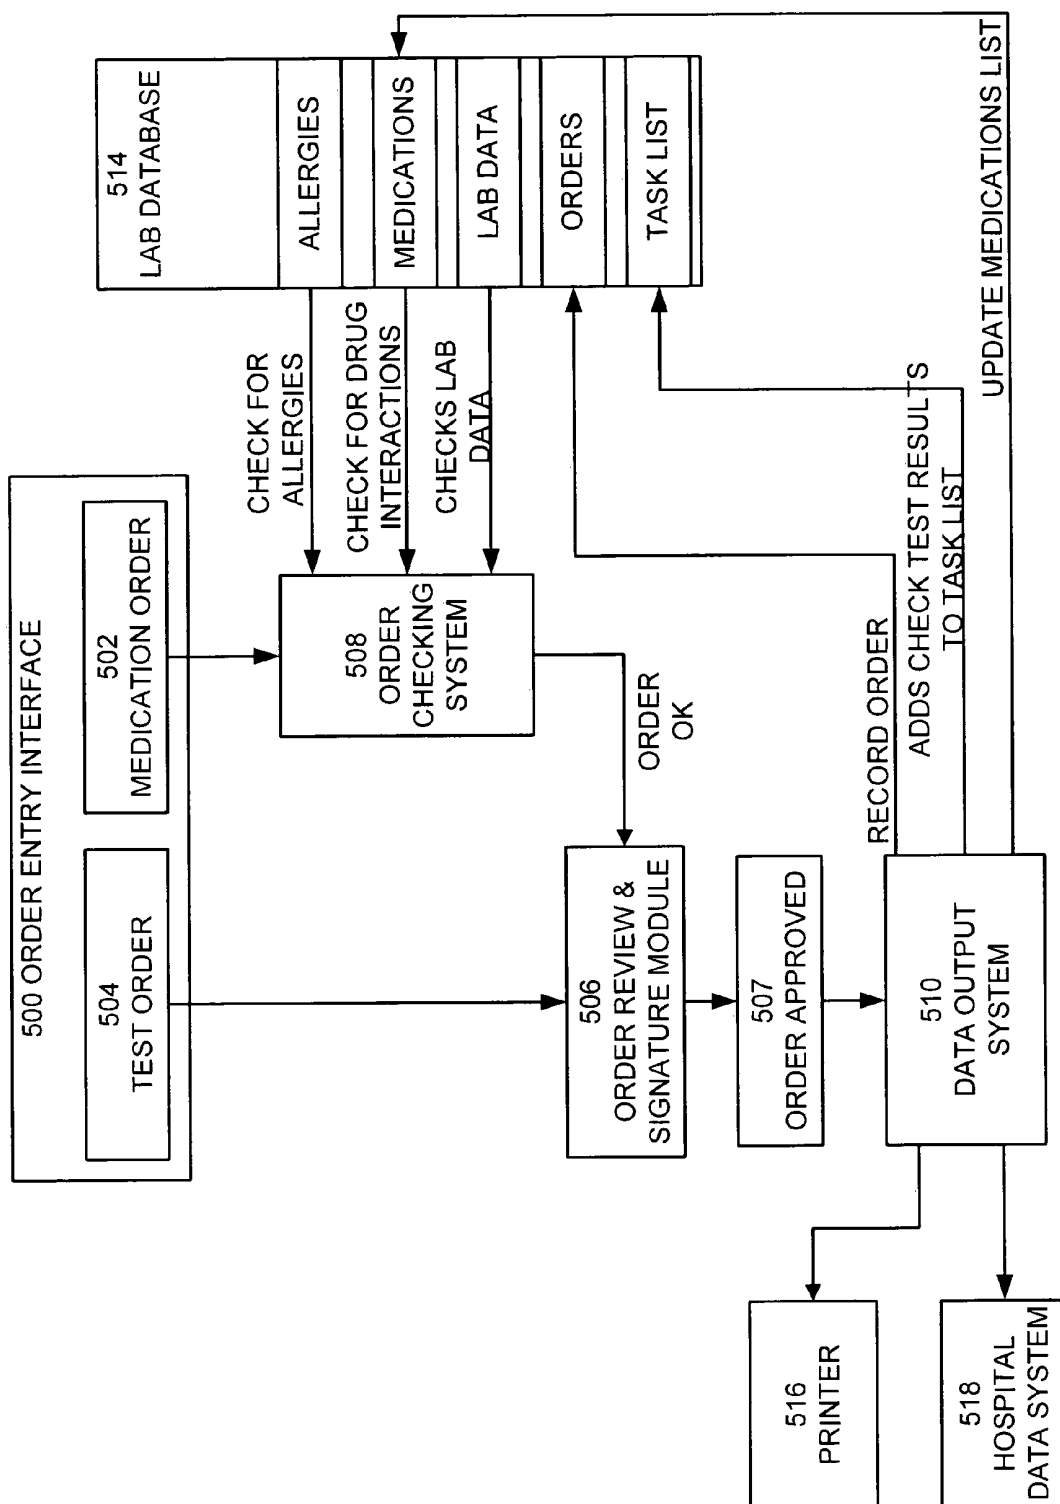 500 ORDER ENTRY INTERFACE
504
TEST ORDER
502
MEDICATION ORDER
514
LAB DATABASE
ALLERGIES
MEDICATIONS
LAB DATA
ORDERS
TASK LIST
CHECK FOR
ALLERGIES
CHECK FOR DRUG
INTERACTIONS
CHECKS LAB
DATA
508
ORDER
CHECKING
SYSTEM
ORDER
OK
506
ORDER REVIEW &
SIGNATURE MODULE
507
ORDER APPROVED
510
DATA OUTPUT
SYSTEM
RECORD ORDER
ADDS CHECK TEST RESULTS
TO TASK LIST
UPDATE MEDICATIONS LIST
516
PRINTER
518
HOSPITAL
DATA SYSTEM